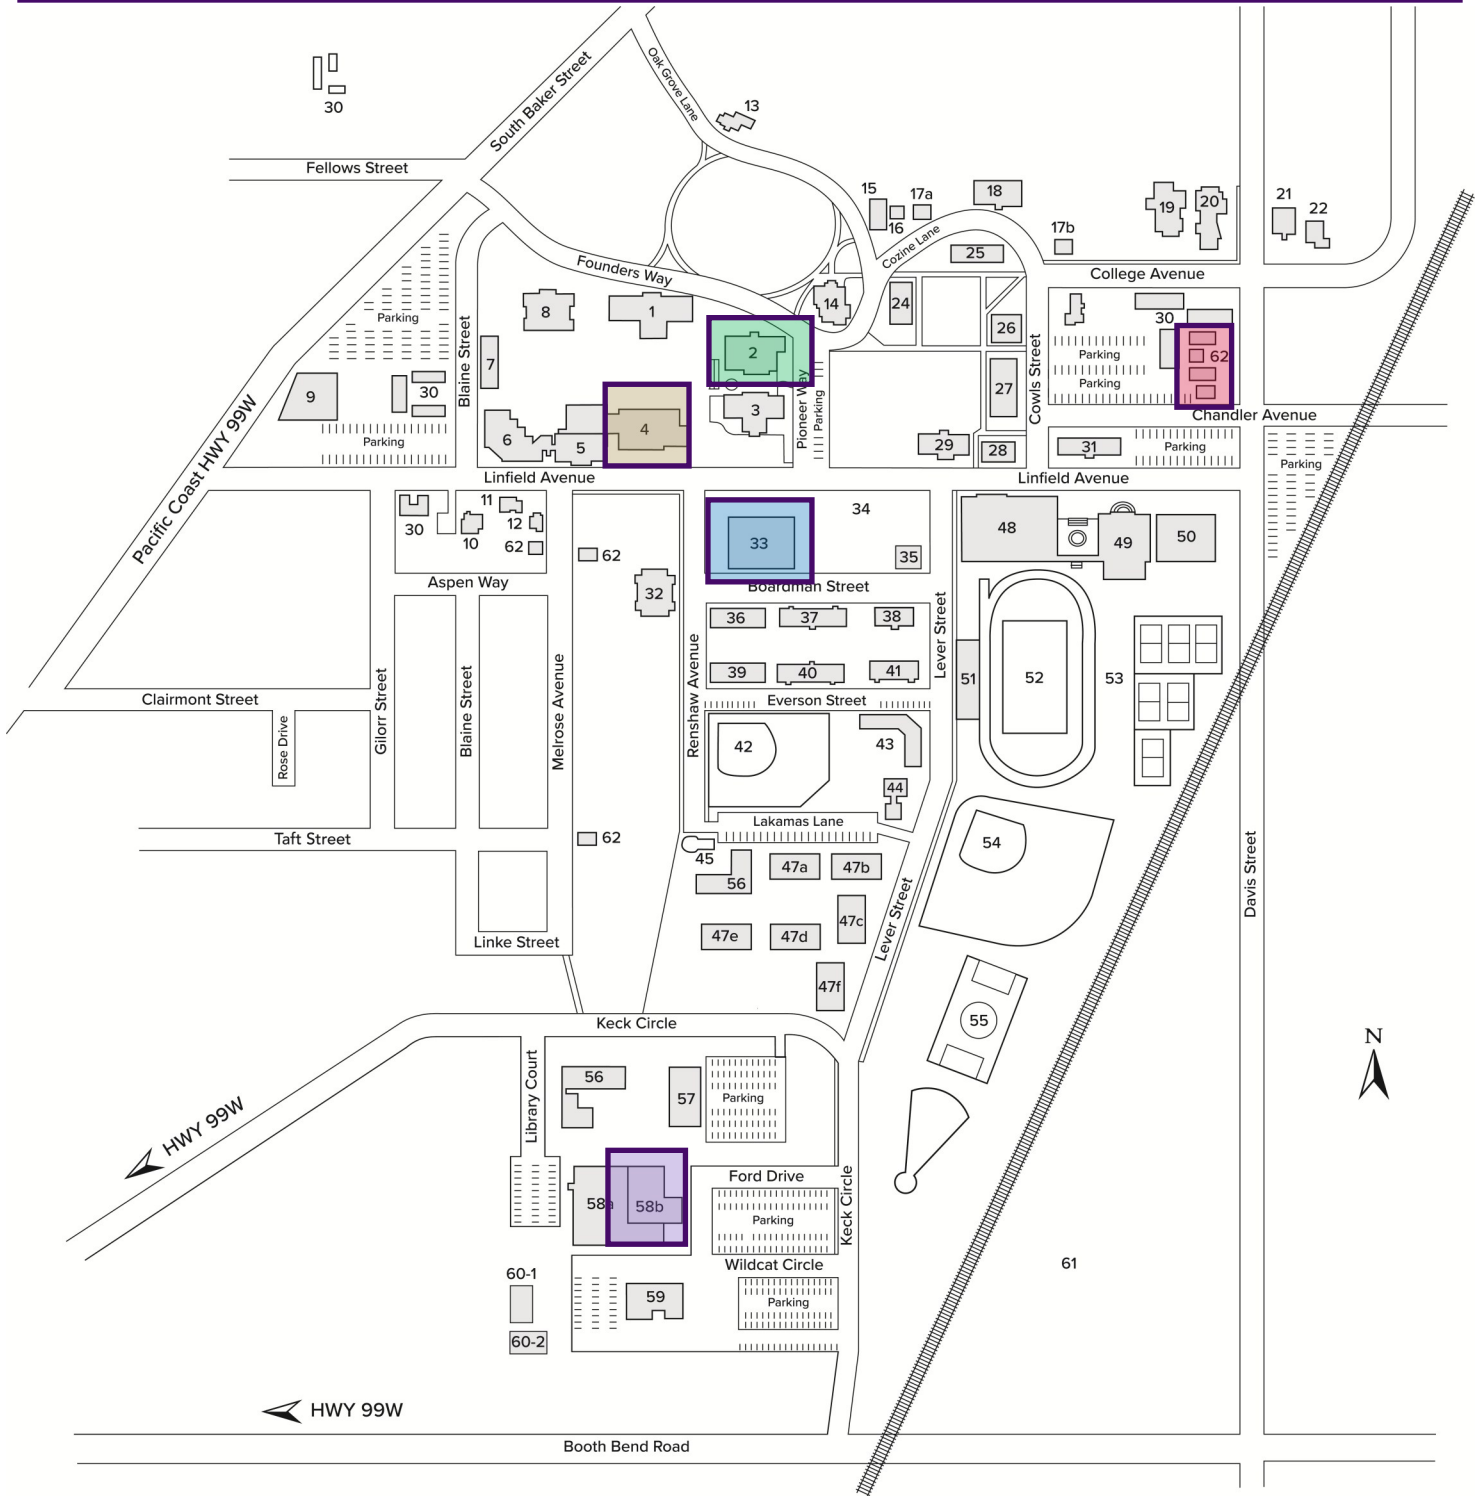 Oak Grove Lane
South Baker Street
30
13
Fellows Street
15
16
17a
18
19
20
21
22
17b
Cozine Lane
25
College Avenue
Founders Way
Parking
8
1
14
24
26
30
Blaine Street
7
2
Cowls Street
Parking
62
Parking
27
9
30
4
3
Pioneer Way
Parking
Chandler Avenue
Parking
6
5
29
28
31
Parking
Parking
Linfield Avenue
Linfield Avenue
Pacific Coast HWY 99W
30
11
12
10
62
62
33
34
35
48
49
50
Aspen Way
Boardman Street
32
36
37
38
Lever Street
39
40
41
51
52
53
Clairmont Street
Rose Drive
Gilorr Street
Blaine Street
Melrose Avenue
Renshaw Avenue
Everson Street
42
43
44
Lakamas Lane
Taft Street
62
45
54
56
47a
47b
47c
47e
47d
47f
Lever Street
Davis Street
Linke Street
Keck Circle
55
N
Library Court
56
57
Parking
HWY 99W
58a
58b
Ford Drive
Parking
Keck Circle
Wildcat Circle
61
60-1
59
Parking
60-2
HWY 99W
Booth Bend Road